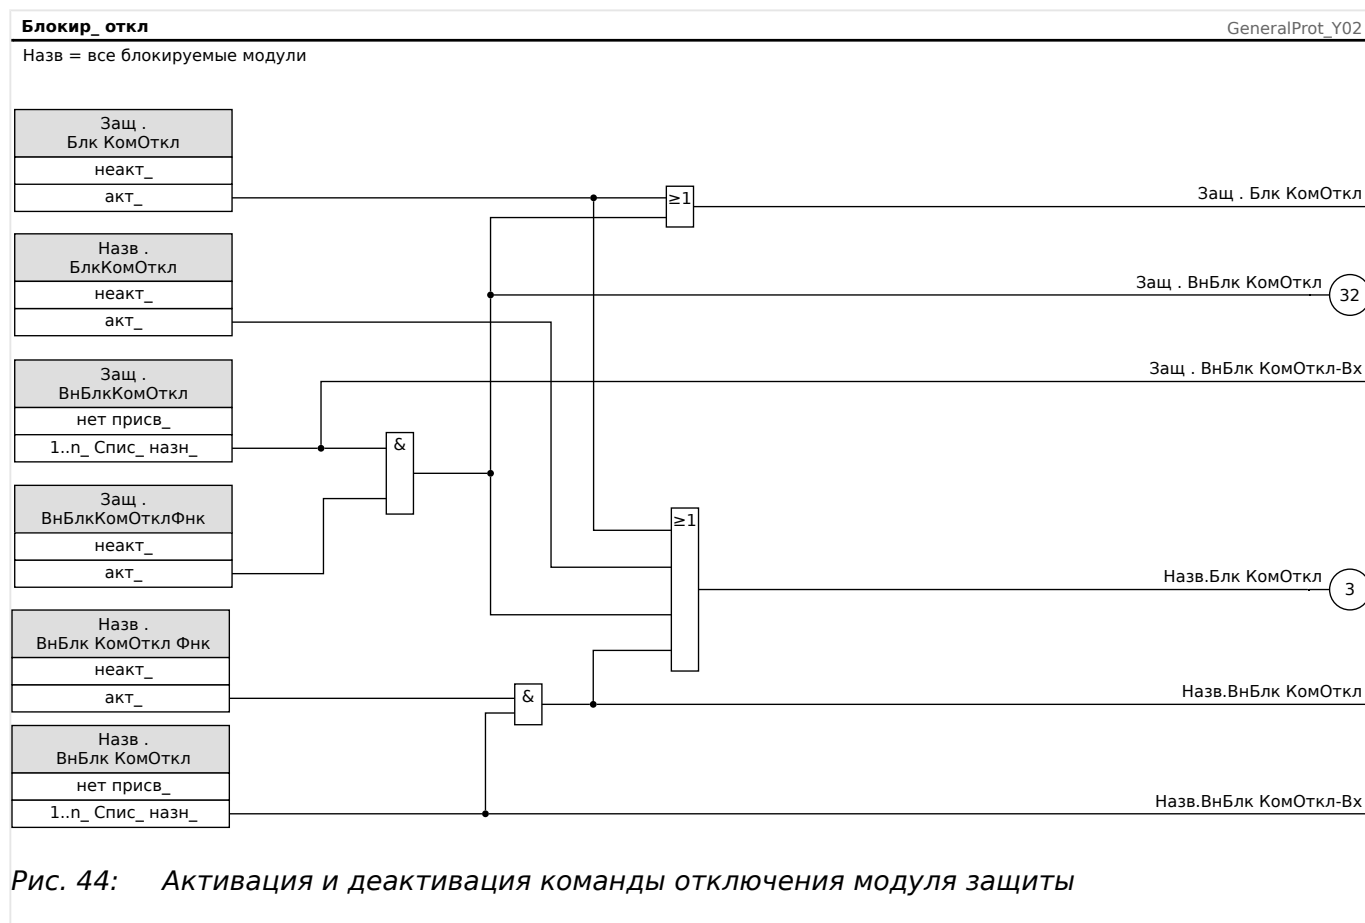 Блокир_ откл
GeneralProt_Y02
Назв = все блокируемые модули
Защ .
Блк КомОткл
неакт_
акт_
≥1
Защ . Блк КомОткл
Назв .
БлкКомОткл
неакт_
акт_
Защ . ВнБлк КомОткл
32
Защ .
ВнБлкКомОткл
нет присв_
1..n_ Спис_ назн_
Защ . ВнБлк КомОткл-Вх
&
Защ .
ВнБлкКомОтклФнк
неакт_
акт_
≥1
Назв.Блк КомОткл
3
Назв .
ВнБлк КомОткл Фнк
неакт_
акт_
&
Назв.ВнБлк КомОткл
Назв .
ВнБлк КомОткл
нет присв_
1..n_ Спис_ назн_
Назв.ВнБлк КомОткл-Вх
Рис. 44: Активация и деактивация команды отключения модуля защиты